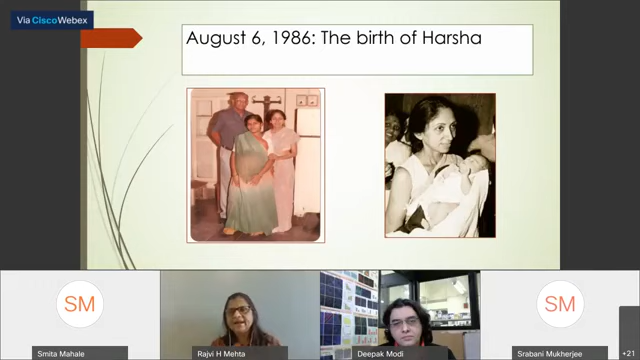 Via Cisco Webex
August 6, 1986: The birth of Harsha
SM
SM
Smita Mahale
Rajvi H Mehta
Deepak Modi
Srabani Mukherjee
+21